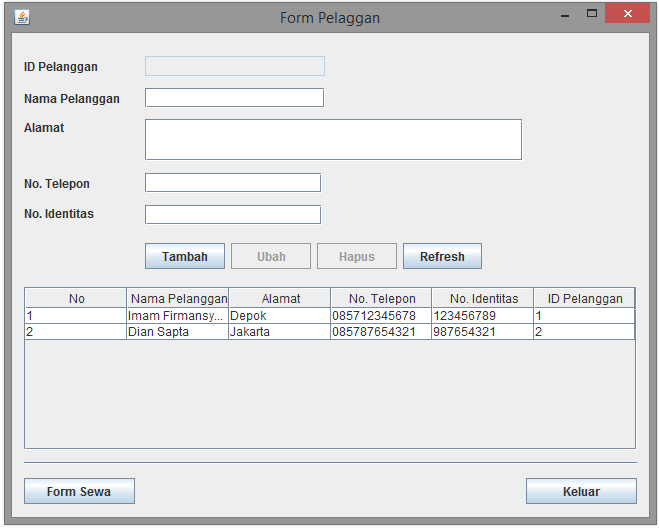 Form Pelaggan
ID Pelanggan
Nama Pelanggan
Alamat
No. Telepon
No. Identitas
Tambah Ubah Hapus Refresh
No Nama Pelanggan Alamat No. Telepon No. Identitas ID Pelanggan
1 Imam Firmansy... Depok 085712345678 123456789 1
2 Dian Sapta Jakarta 085787654321 987654321 2
Form Sewa Keluar